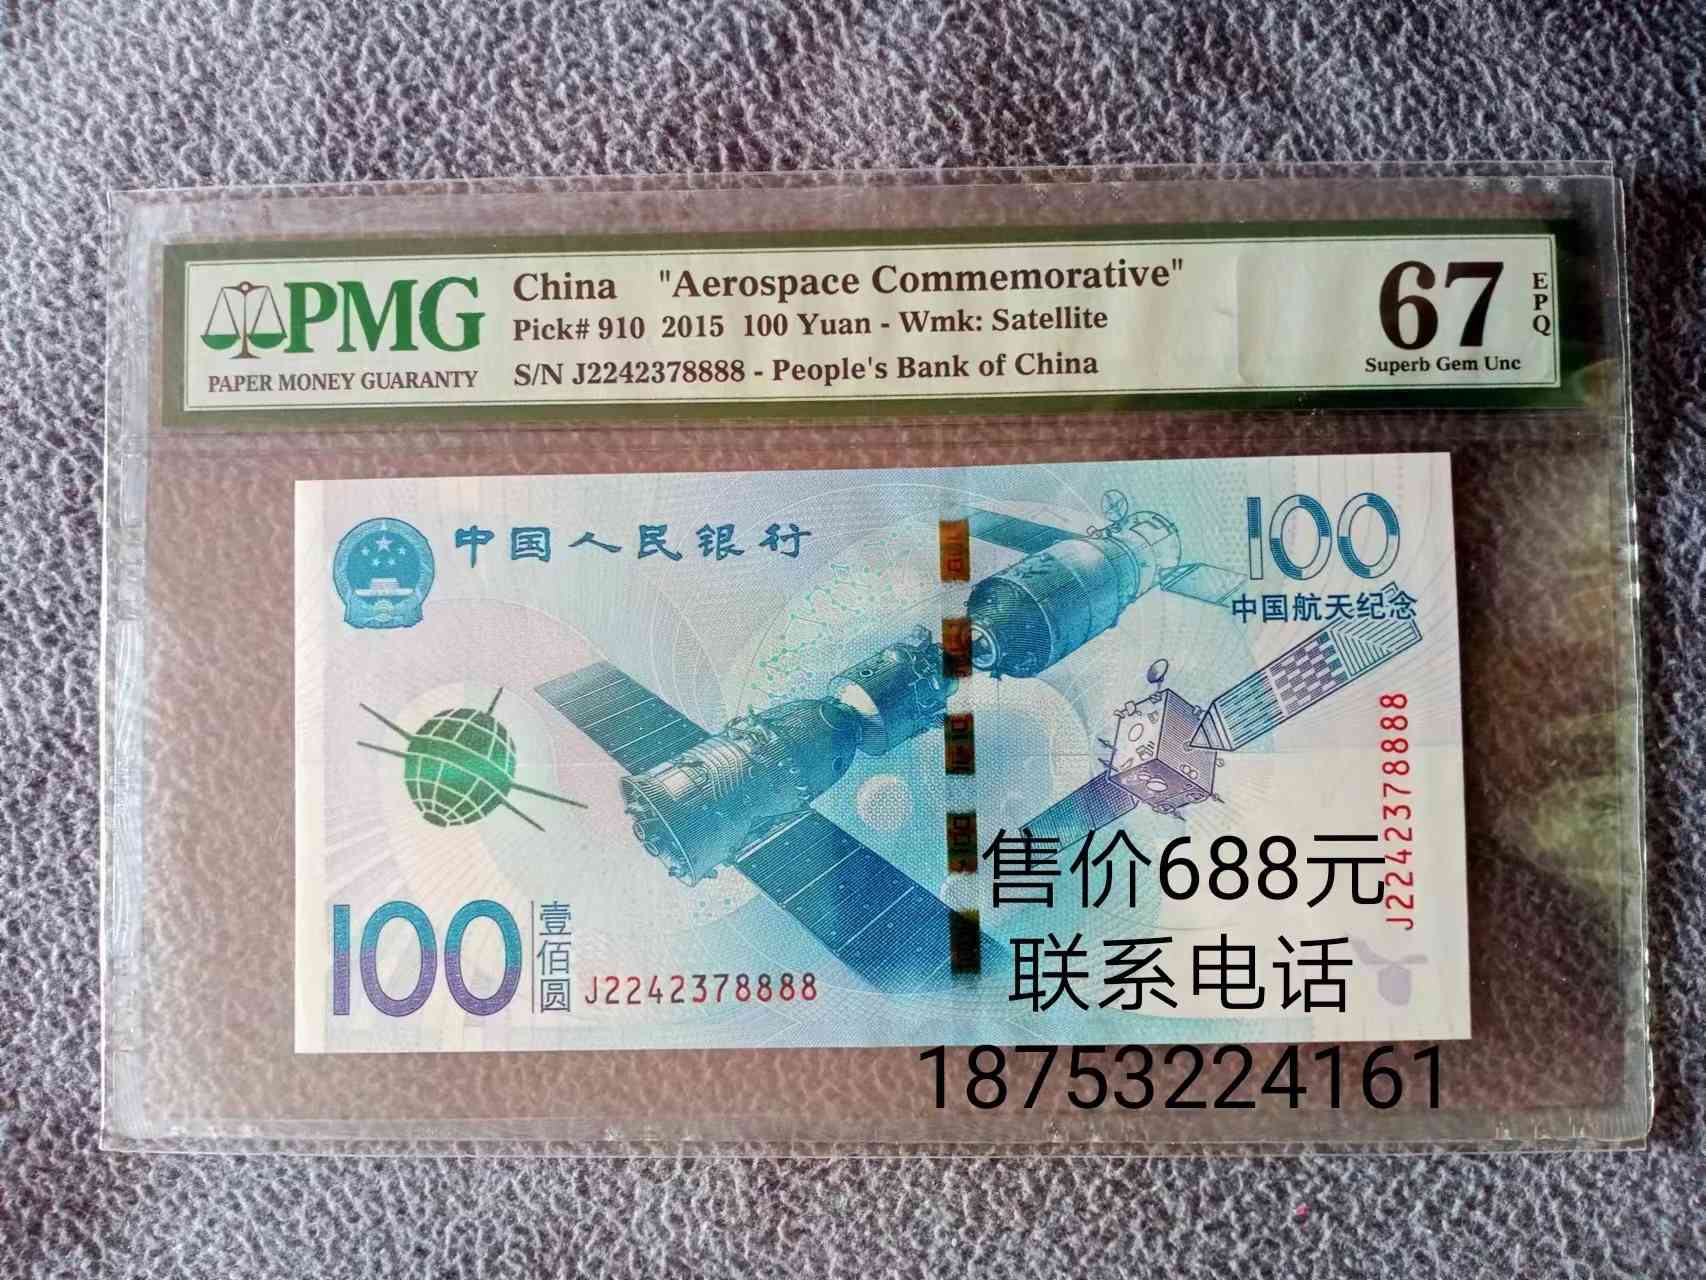 PMG
PAPER MONEY GUARANTY
China "Aerospace Commemorative"
Pick# 910 2015 100 Yuan - Wmk: Satellite
S/N J2242378888 - People's Bank of China
67
EPQ
Superb Gem Unc
中国人民银行
100
中国航天纪念
J2242378888
100
壹佰圆
J2242378888
售价688元
联系电话
18753224161